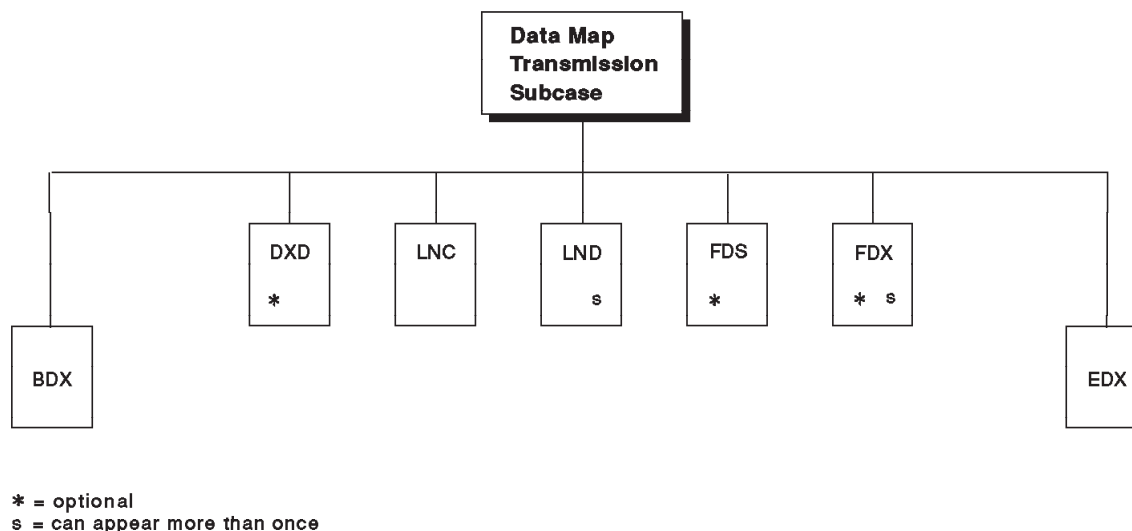 Data Map
Transmission
Subcase
DXD
*
LNC
LND
s
FDS
*
FDX
* s
BDX
EDX
* = optional
s = can appear more than once